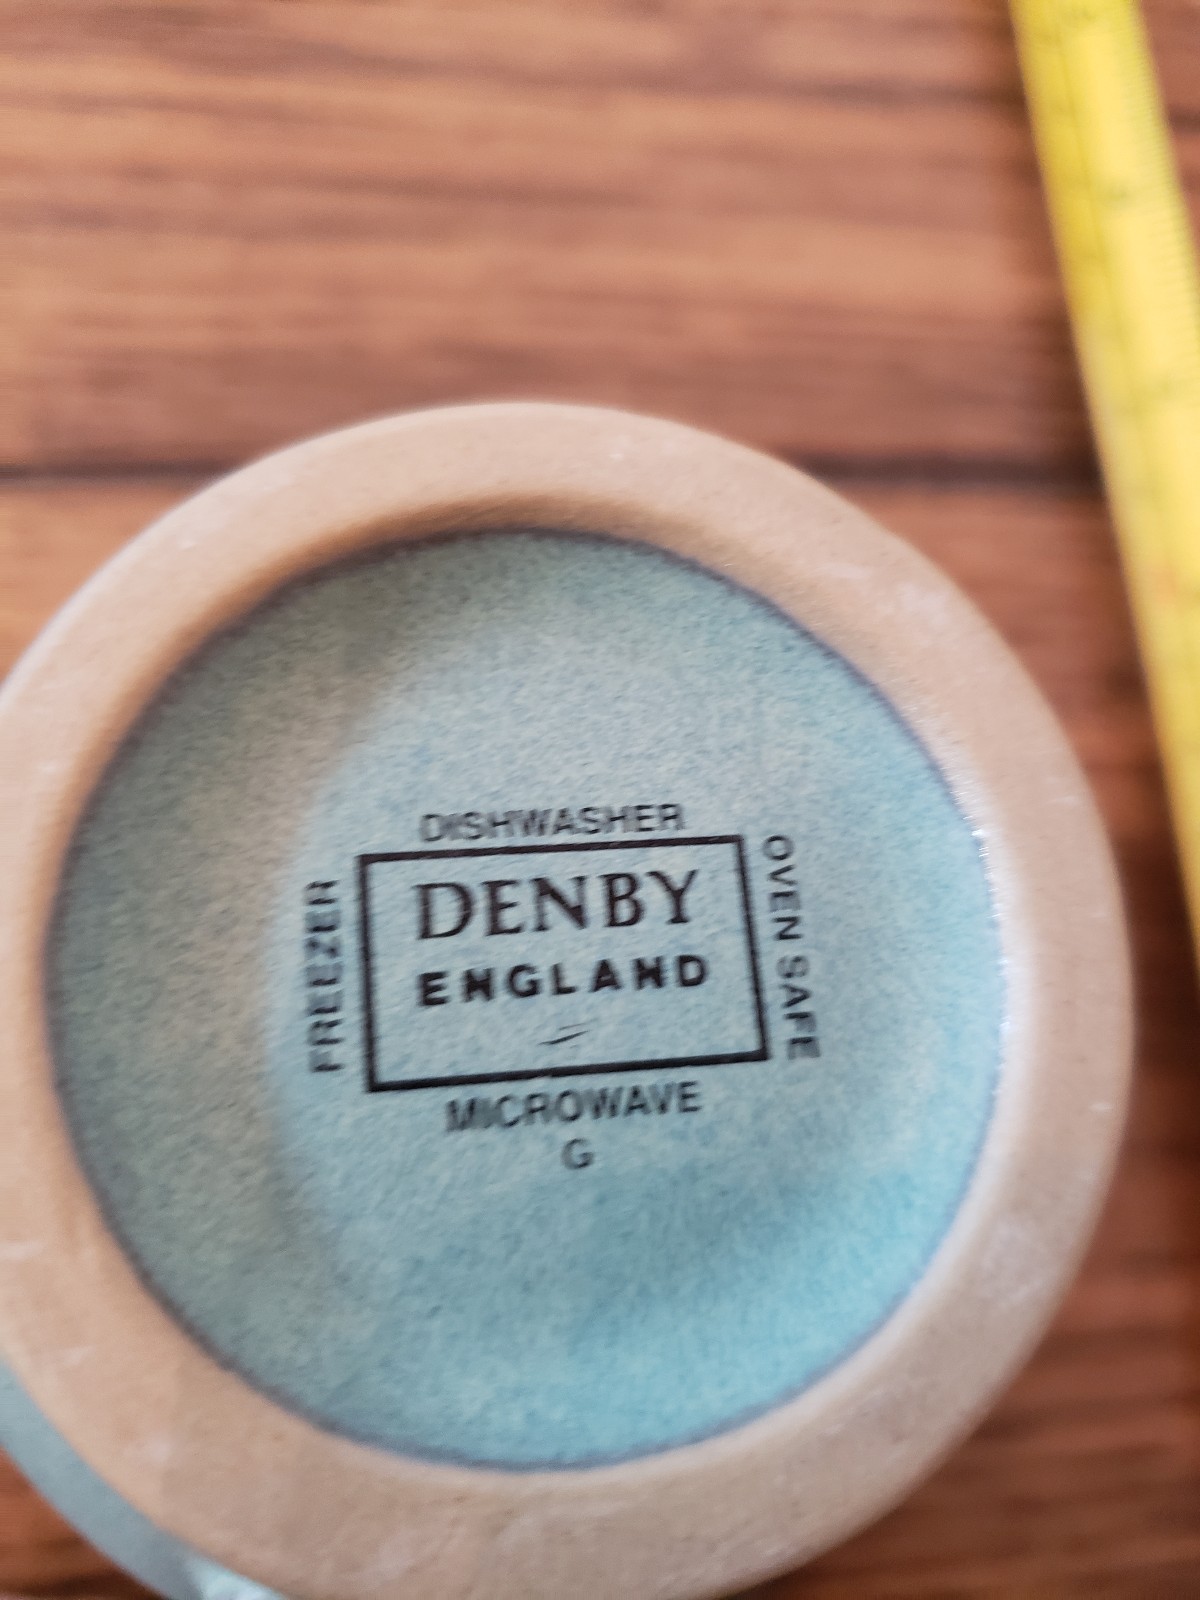 DISHWASHER
FREEZER
DENBY
ENGLAND
OVEN SAFE
MICROWAVE
G